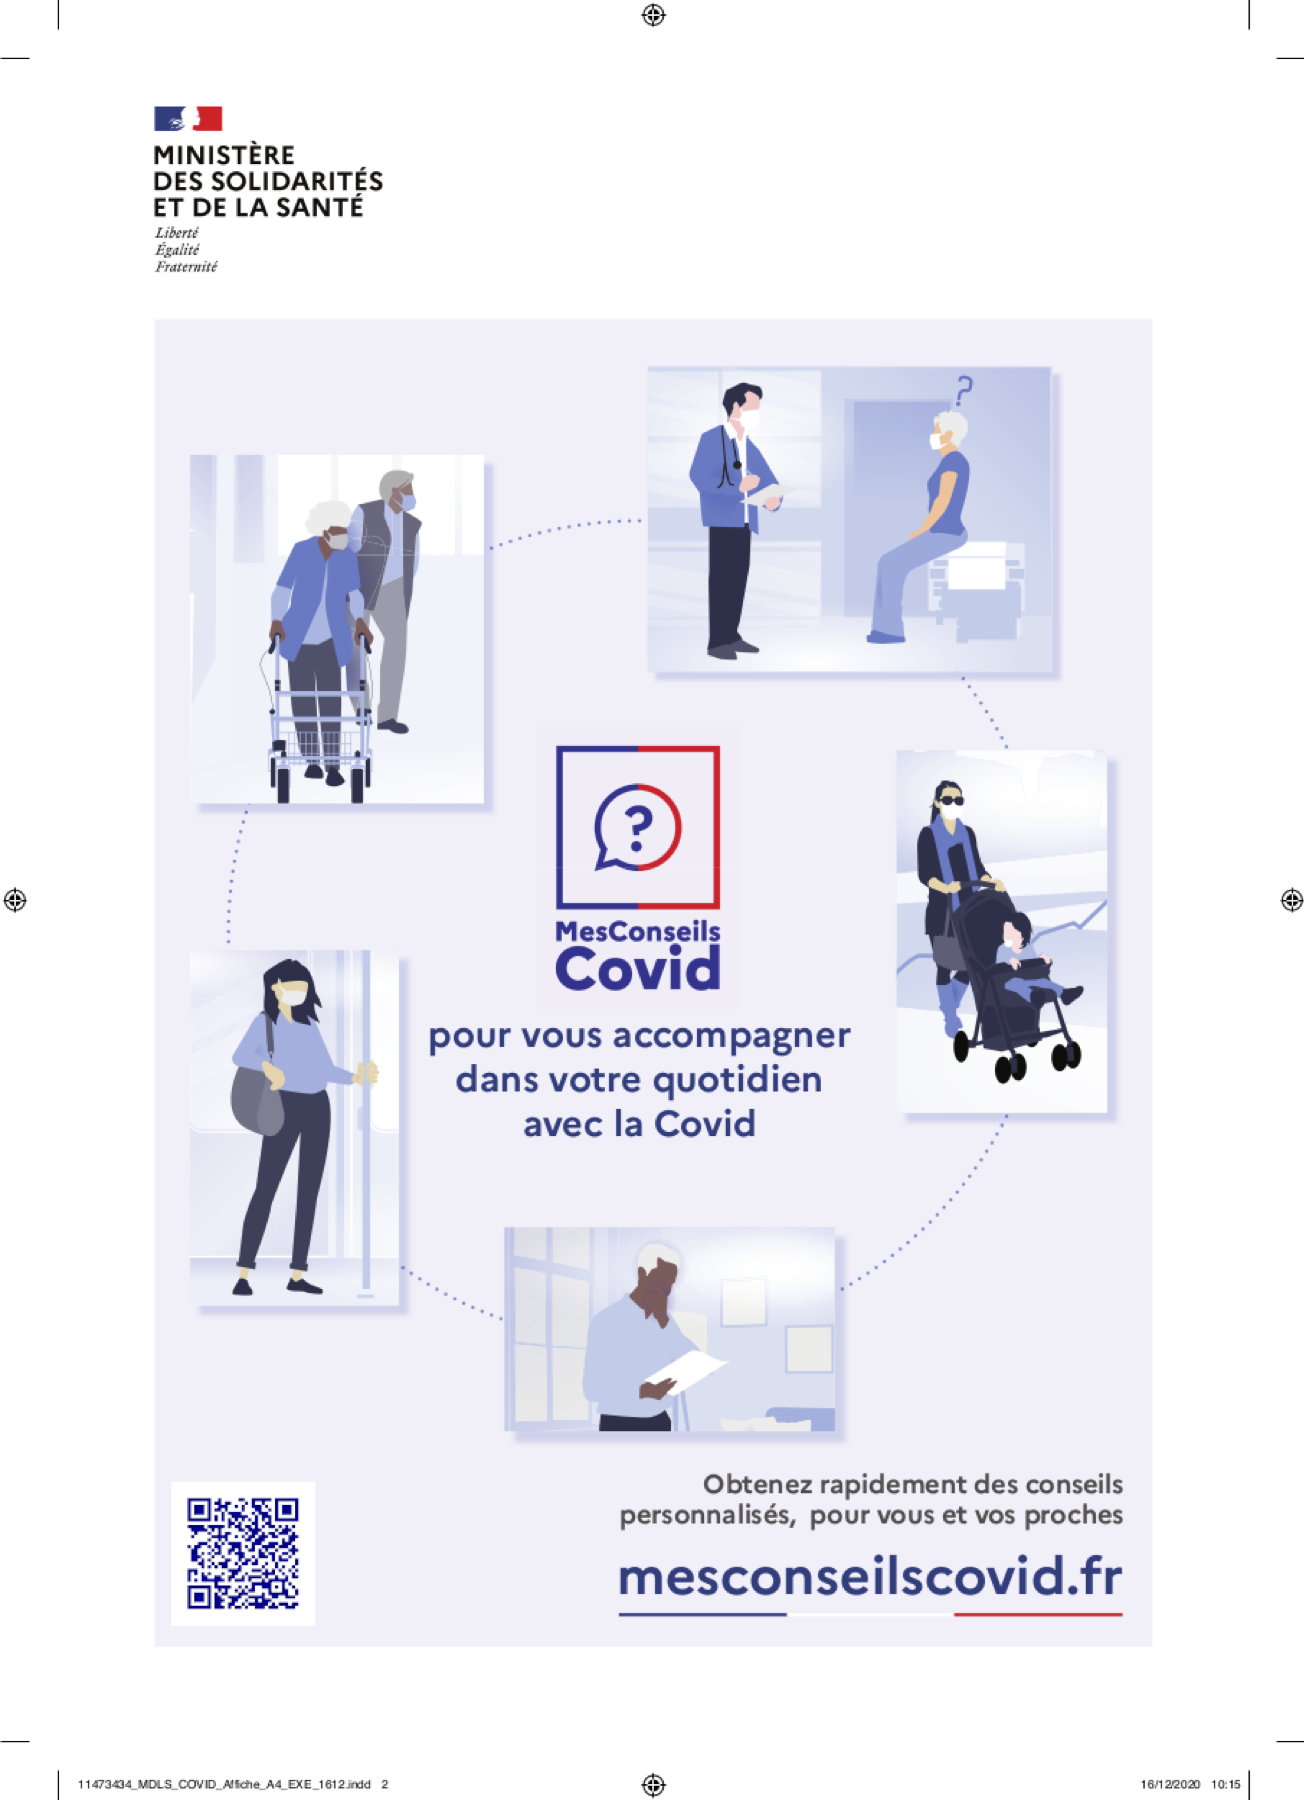 MINISTÈRE
DES SOLIDARITÉS
ET DE LA SANTÉ
Liberté
Égalité
Fraternité
?
?
MesConseils
Covid
pour vous accompagner
dans votre quotidien
avec la Covid
Obtenez rapidement des conseils
personnalisés, pour vous et vos proches
mesconseilscovid.fr
11473434_MDLS_COVID_Affiche_A4_EXE_1612.indd 2
16/12/2020 10:15